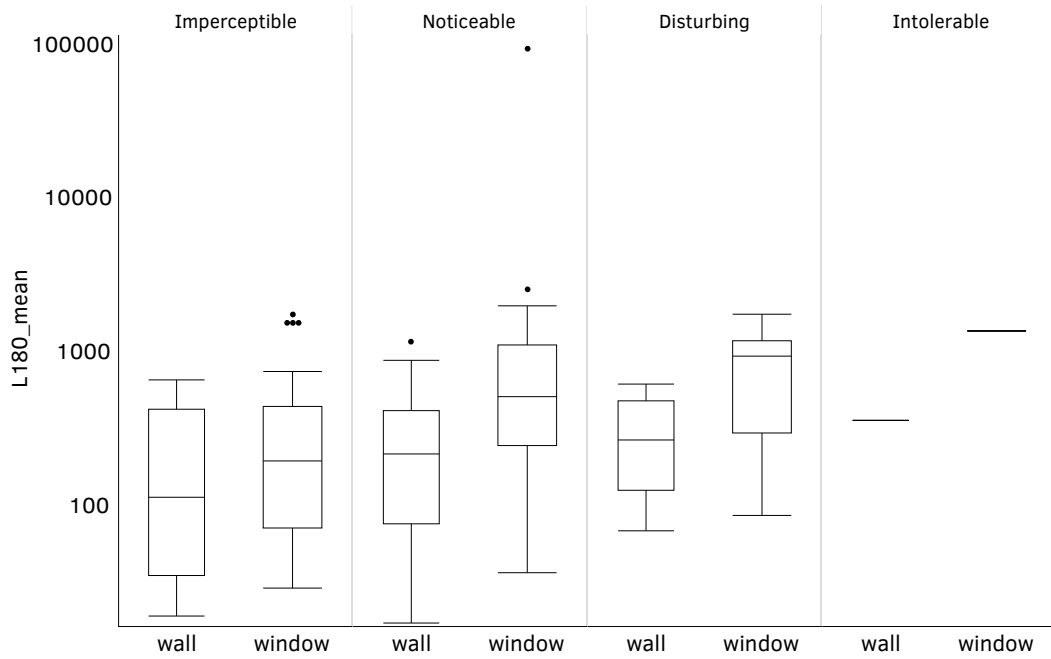 Imperceptible Noticeable Disturbing Intolerable
100000
10000
1000
100
L180_mean
wall window wall window wall window wall window